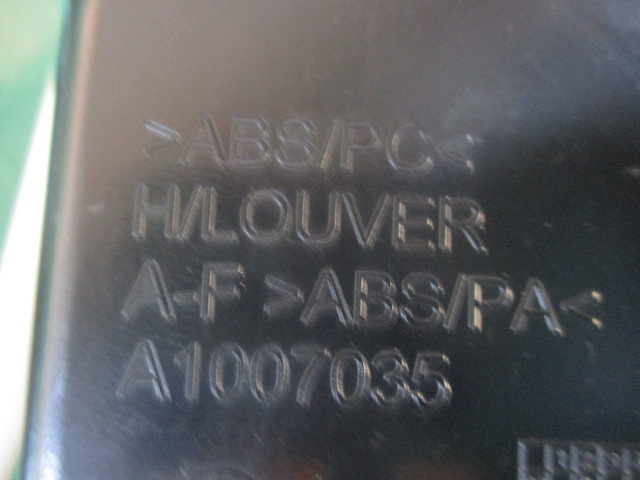 >ABS/PC<
H/LOUVER
A-F >ABS/PA<
A1007035